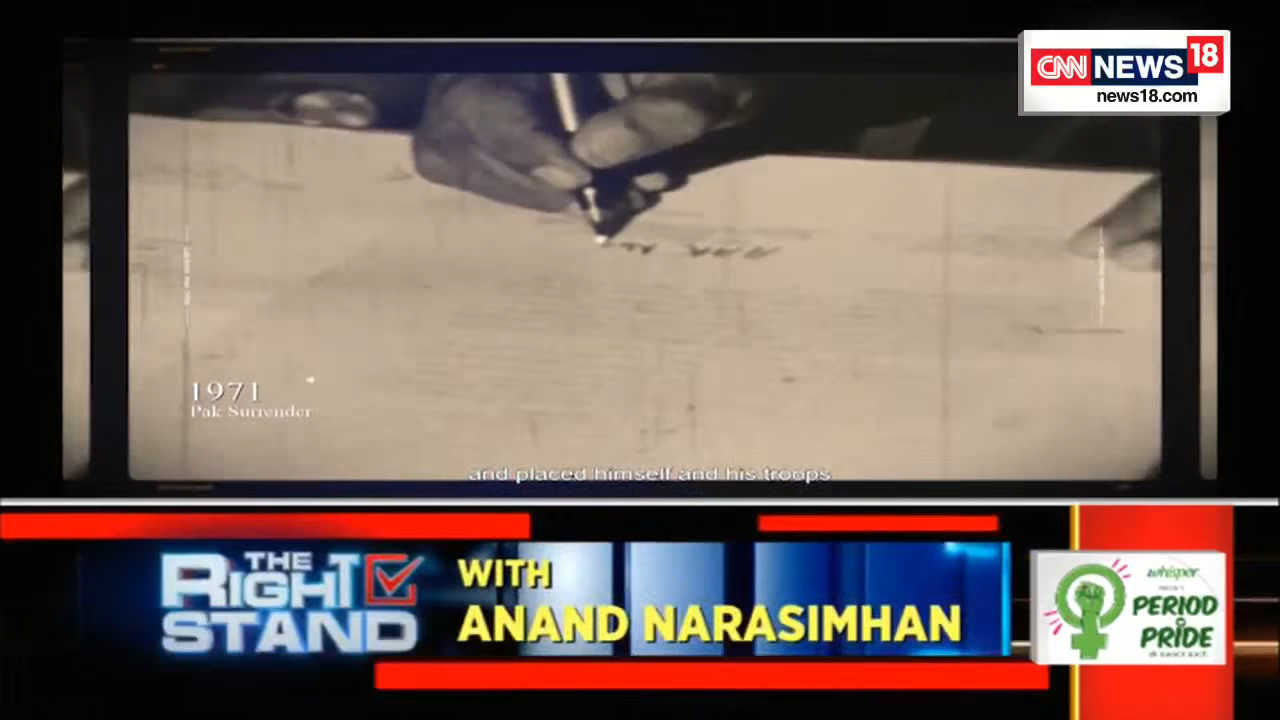 CNN NEWS 18
news18.com
1971
Pak Surrender
and placed himself and his troops
THE
RIGHT
STAND
WITH
ANAND NARASIMHAN
whisper
PERIOD
PRIDE